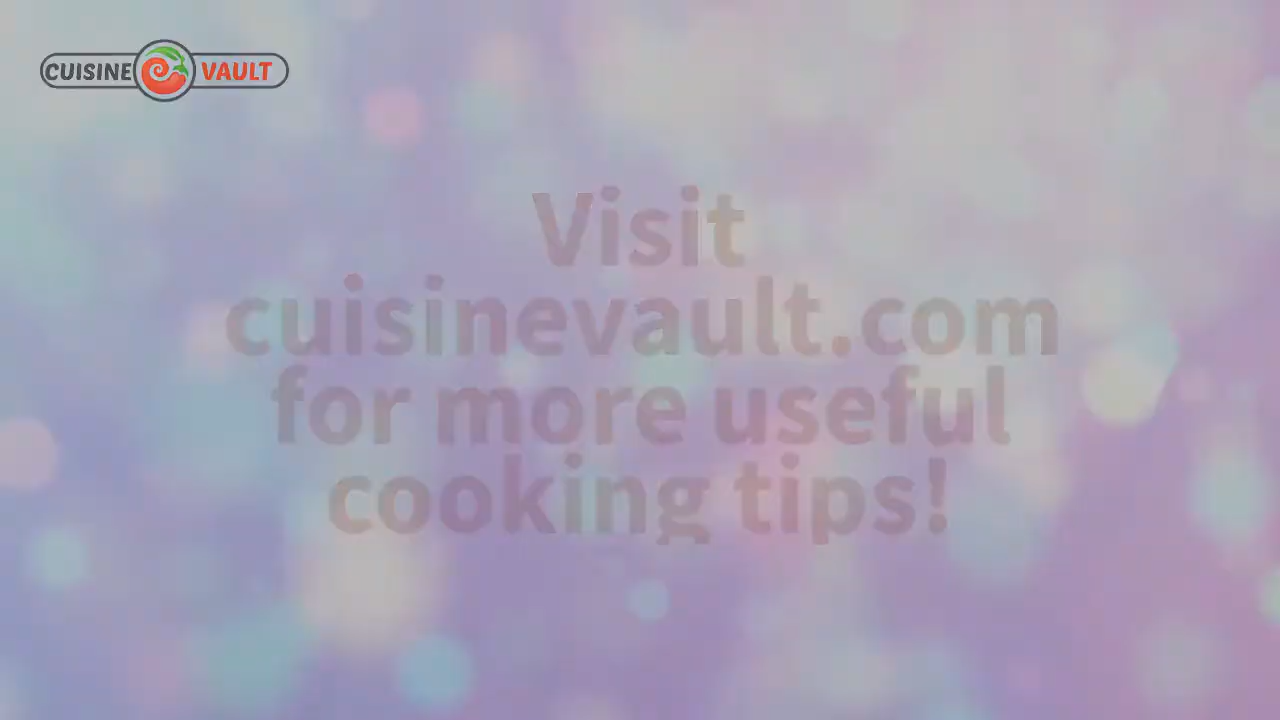 CUISINE VAULT
Visit
cuisinevault.com
for more useful
cooking tips!